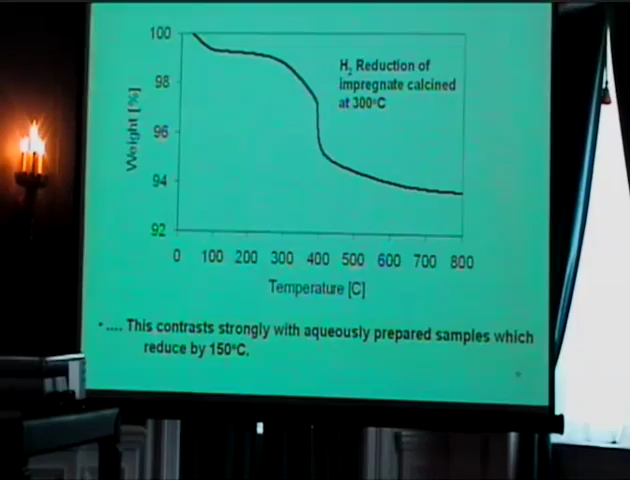 100
98
96
94
92
Weight [%]
H2 Reduction of
impregnate calcined
at 300°C
0 100 200 300 400 500 600 700 800
Temperature [C]
• .... This contrasts strongly with aqueously prepared samples which
reduce by 150°C.